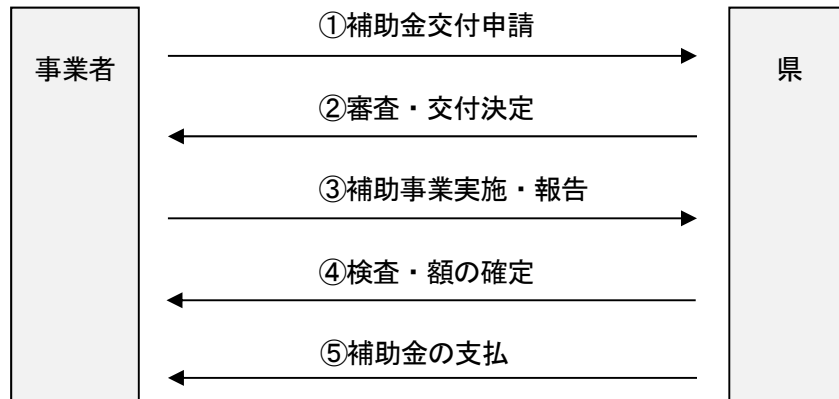 ①補助金交付申請
事業者
県
②審査・交付決定
③補助事業実施・報告
④検査・額の確定
⑤補助金の支払